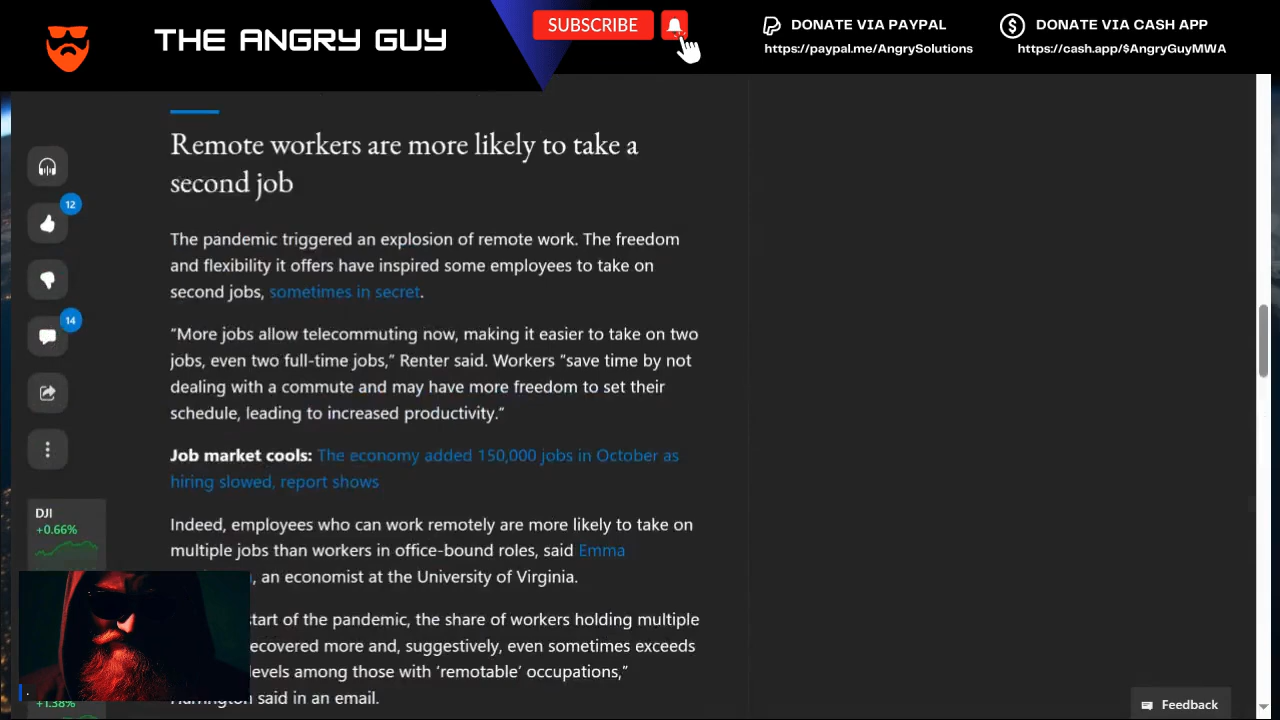 THE ANGRY GUY
SUBSCRIBE
DONATE VIA PAYPAL
https://paypal.me/AngrySolutions
DONATE VIA CASH APP
https://cash.app/$AngryGuyMWA
Remote workers are more likely to take a
second job
12
The pandemic triggered an explosion of remote work. The freedom
and flexibility it offers have inspired some employees to take on
second jobs, sometimes in secret.
14
“More jobs allow telecommuting now, making it easier to take on two
jobs, even two full-time jobs,” Renter said. Workers “save time by not
dealing with a commute and may have more freedom to set their
schedule, leading to increased productivity.”
Job market cools: The economy added 150,000 jobs in October as
hiring slowed, report shows
DJI
+0.66%
Indeed, employees who can work remotely are more likely to take on
multiple jobs than workers in office-bound roles, said Emma
, an economist at the University of Virginia.
start of the pandemic, the share of workers holding multiple
ecovered more and, suggestively, even sometimes exceeds
levels among those with ‘remotable’ occupations,”
Harrington said in an email.
+1.38%
Feedback